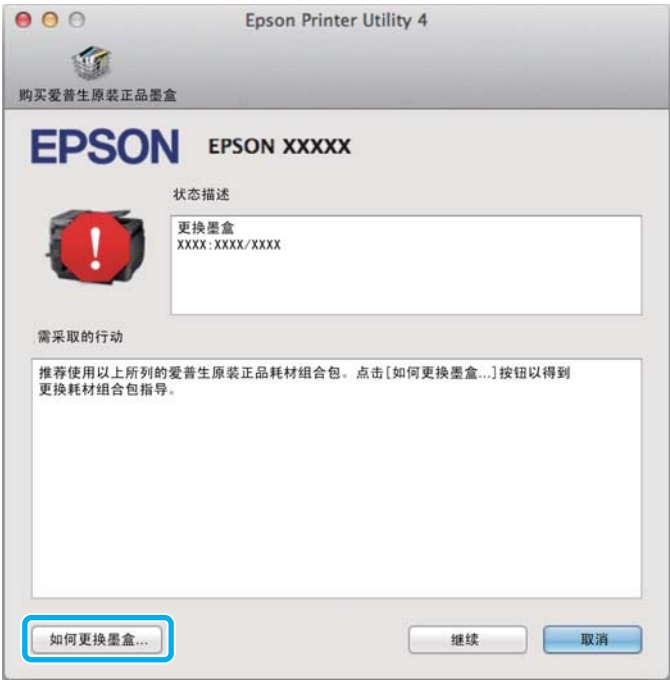 Epson Printer Utility 4
购买爱普生原装正品墨盒
EPSON EPSON XXXXX
状态描述
更换墨盒
XXXX:XXXX/XXXX
需采取的行动
推荐使用以上所列的爱普生原装正品耗材组合包。点击[如何更换墨盒...]按钮以得到
更换耗材组合包指导。
如何更换墨盒... 继续 取消